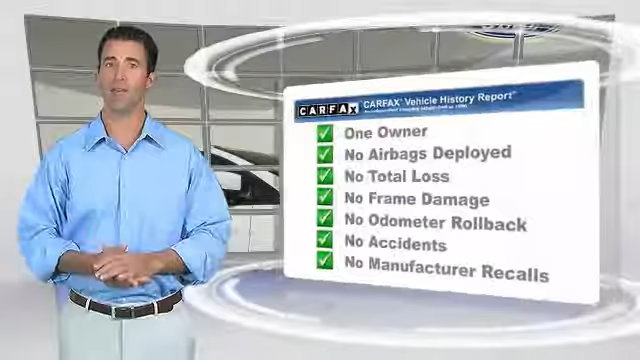 CARFAX CARFAX Vehicle History Report™
One Owner
No Airbags Deployed
No Total Loss
No Frame Damage
No Odometer Rollback
No Accidents
No Manufacturer Recalls